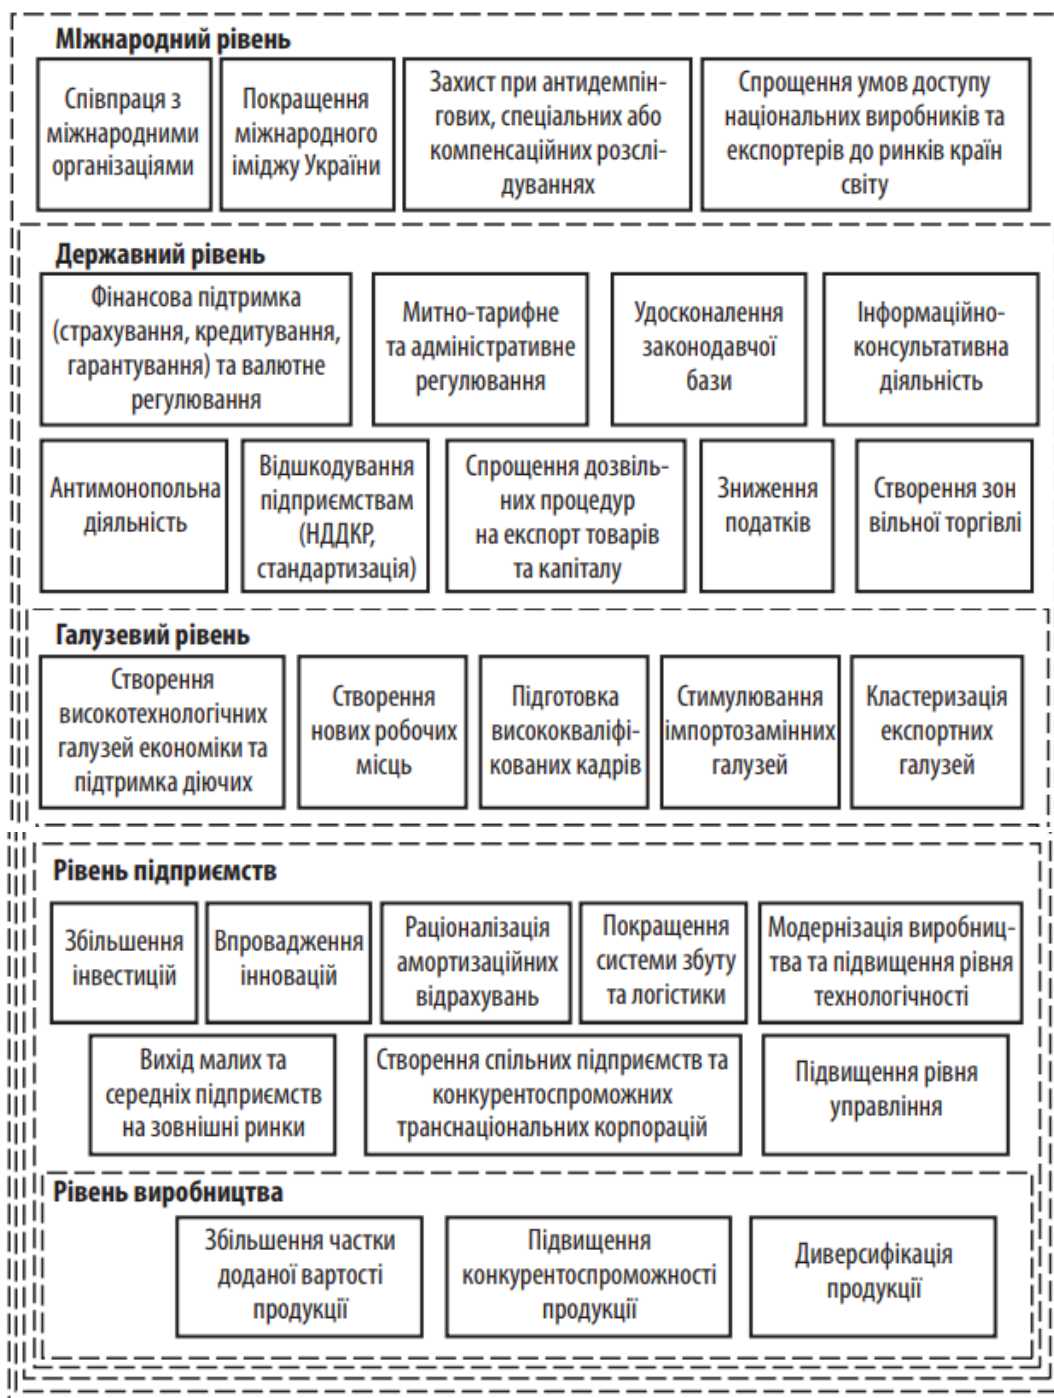 МІжнародний рівень
Співпраця з
міжнародними
організаціями
Покращення
міжнародного
іміджу України
Захист при антидемпін-
гових, спеціальних або
компенсаційних розслі-
дуваннях
Спрощення умов доступу
національних виробників та
експортерів до ринків країн
світу
Державний рівень
Фінансова підтримка
(страхування, кредитування,
гарантування) та валютне
регулювання
Митно-тарифне
та адміністративне
регулювання
Удосконалення
законодавчої
бази
Інформаційно-
консультативна
діяльність
Антимонопольна
діяльність
Відшкодування
підприємствам
(НДДКР,
стандартизація)
Спрощення дозвіль-
них процедур
на експорт товарів
та капіталу
Зниження
податків
Створення зон
вільної торгівлі
Галузевий рівень
Створення
високотехнологічних
галузей економіки та
підтримка діючих
Створення
нових робочих
місць
Підготовка
висококваліфі-
кованих кадрів
Стимулювання
імпортозамінних
галузей
Кластеризація
експортних
галузей
Рівень підприємств
Збільшення
інвестицій
Впровадження
інновацій
Раціоналізація
амортизаційних
відрахувань
Покращення
системи збуту
та логістики
Модернізація виробниц-
тва та підвищення рівня
технологічності
Вихід малих та
середніх підприємств
на зовнішні ринки
Створення спільних підприємств та
конкурентоспроможних
транснаціональних корпорацій
Підвищення рівня
управління
Рівень виробництва
Збільшення частки
доданої вартості
продукції
Підвищення
конкурентоспроможності
продукції
Диверсифікація
продукції